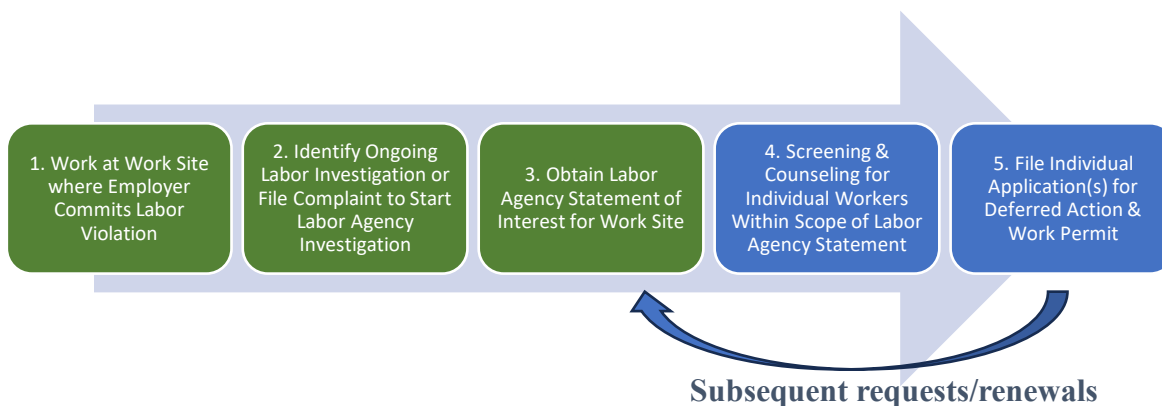 1. Work at Work Site
where Employer
Commits Labor
Violation
2. Identify Ongoing
Labor Investigation or
File Complaint to Start
Labor Agency
Investigation
3. Obtain Labor
Agency Statement of
Interest for Work Site
4. Screening &
Counseling for
Individual Workers
Within Scope of Labor
Agency Statement
5. File Individual
Application(s) for
Deferred Action &
Work Permit
Subsequent requests/renewals